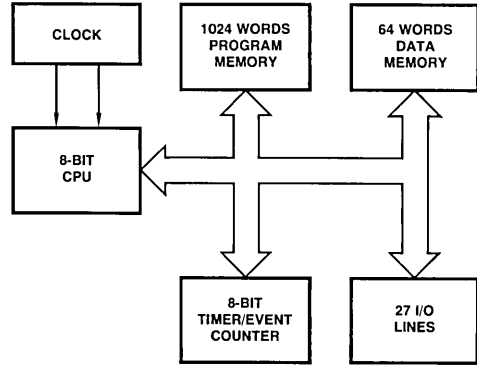 CLOCK
1024 WORDS
PROGRAM
MEMORY
64 WORDS
DATA
MEMORY
8-BIT
CPU
8-BIT
TIMER/EVENT
COUNTER
27 I/O
LINES